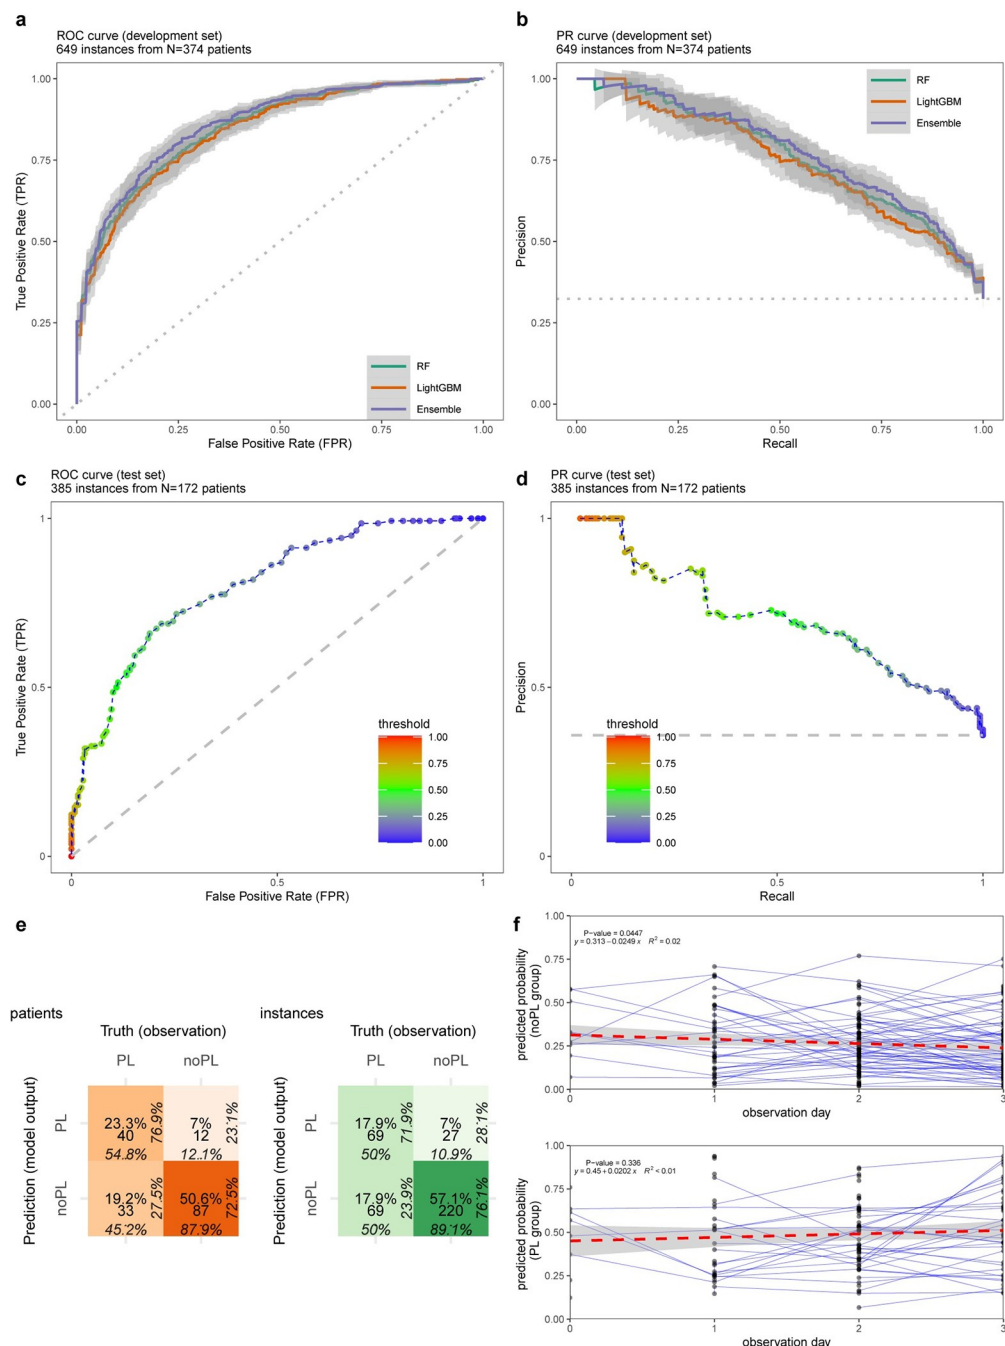 a
ROC curve (development set)
649 instances from N=374 patients
1.00
0.75
0.50
0.25
0.00
True Positive Rate (TPR)
RF
LightGBM
Ensemble
0.00 0.25 0.50 0.75 1.00
False Positive Rate (FPR)
b
PR curve (development set)
649 instances from N=374 patients
1.00
0.75
0.50
0.25
0.00
Precision
RF
LightGBM
Ensemble
0.00 0.25 0.50 0.75 1.00
Recall
c
ROC curve (test set)
385 instances from N=172 patients
1
0.5
0
True Positive Rate (TPR)
threshold
1.00
0.75
0.50
0.25
0.00
0 0.5 1
False Positive Rate (FPR)
d
PR curve (test set)
385 instances from N=172 patients
1
0.5
0
Precision
threshold
1.00
0.75
0.50
0.25
0.00
0 0.5 1
Recall
e
patients
Truth (observation)
PL noPL
Prediction (model output)
PL
noPL
23.3%
40
54.8%
76.9%
7%
12
12.1%
23.1%
19.2%
33
45.2%
27.5%
50.6%
87
87.9%
72.5%
instances
Truth (observation)
PL noPL
Prediction (model output)
PL
noPL
17.9%
69
50%
71.9%
7%
27
10.9%
28.1%
17.9%
69
50%
23.9%
57.1%
220
89.1%
76.1%
f
P−value = 0.0447
y = 0.313−0.0249 x R² = 0.02
1.00
0.75
0.50
0.25
0.00
predicted probability
(noPL group)
0 1 2 3
observation day
P−value = 0.336
y = 0.45+0.0202 x R² < 0.01
1.00
0.75
0.50
0.25
0.00
predicted probability
(PL group)
0 1 2 3
observation day